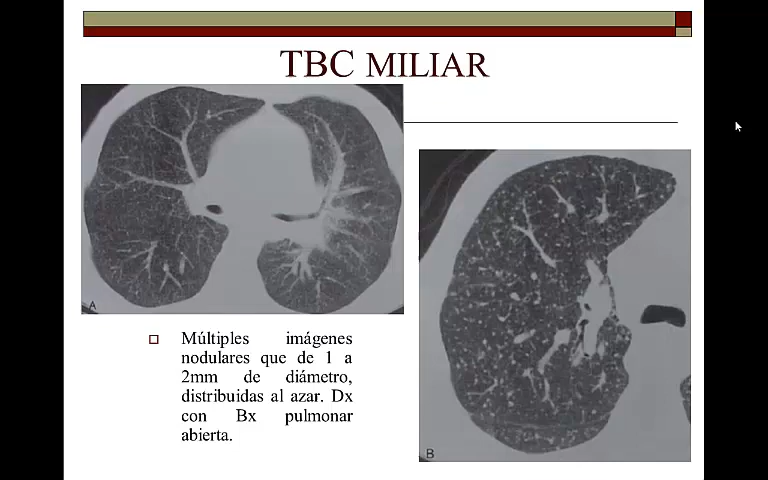 TBC MILIAR
A
Múltiples imágenes
nodulares que de 1 a
2mm de diámetro,
distribuidas al azar. Dx
con Bx pulmonar
abierta.
B